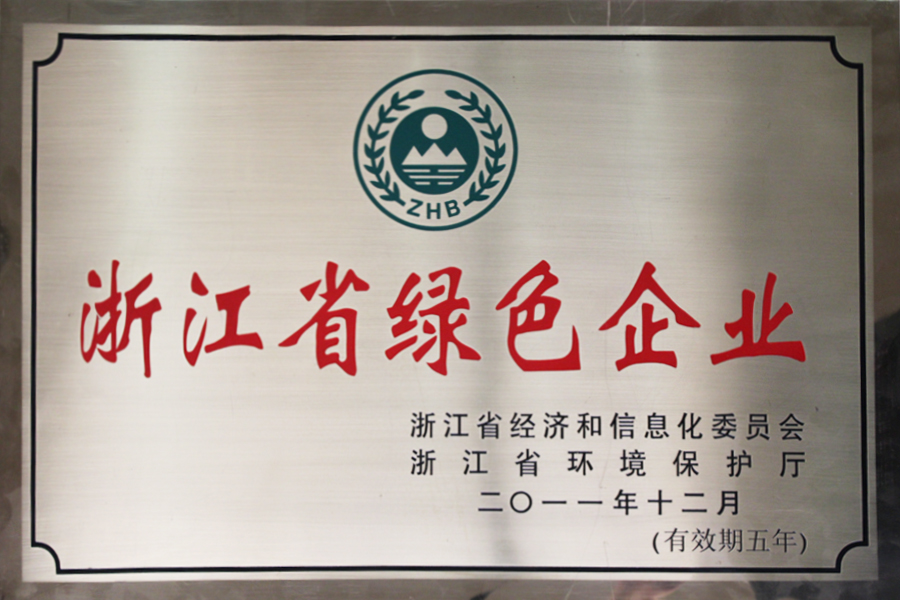 ZHB
浙江省绿色企业
浙江省经济和信息化委员会
浙江省环境保护厅
二〇一一年十二月
(有效期五年)